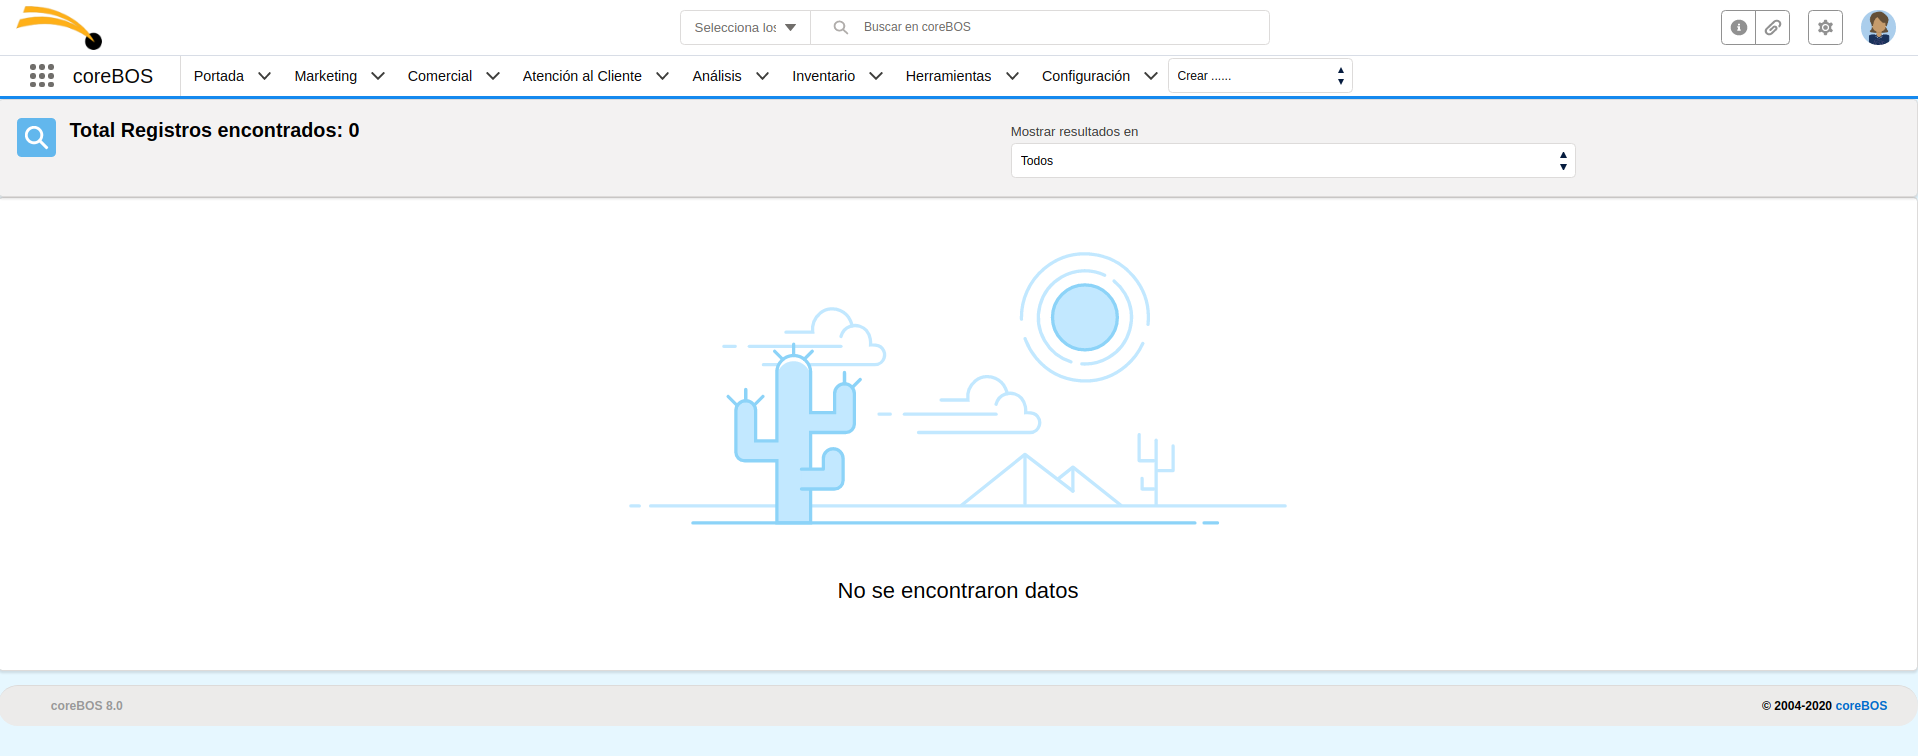 Selecciona los
Buscar en coreBOS
coreBOS
Portada
Marketing
Comercial
Atención al Cliente
Análisis
Inventario
Herramientas
Configuración
Crear ......
Total Registros encontrados: 0
Mostrar resultados en
Todos
No se encontraron datos
coreBOS 8.0
© 2004-2020 coreBOS